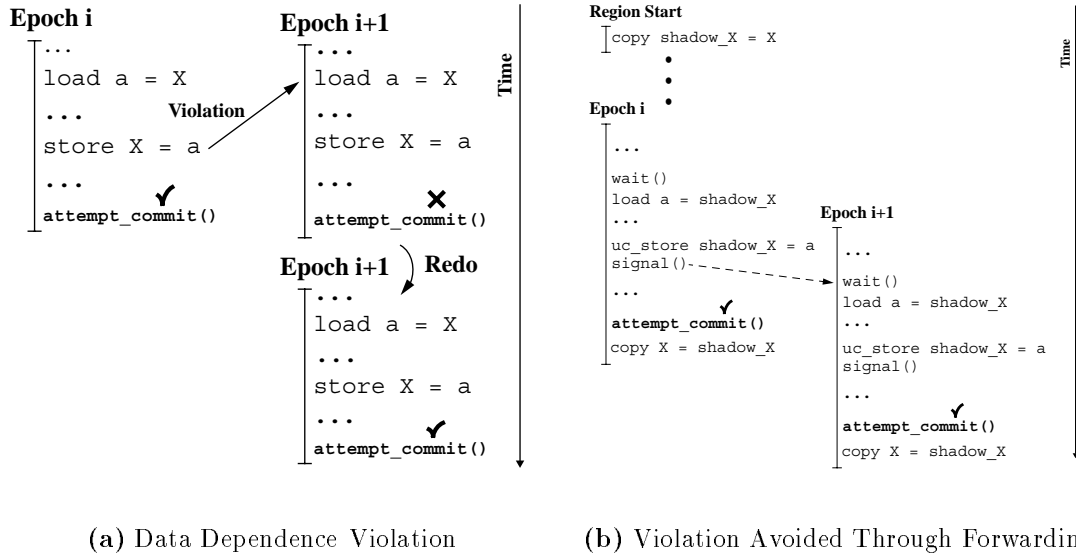 Epoch i
...
load a = X
...
store X = a
...
attempt_commit()
Violation
Epoch i+1
...
load a = X
...
store X = a
...
attempt_commit()
Redo
Epoch i+1
...
load a = X
...
store X = a
...
attempt_commit()
Time
(a) Data Dependence Violation
Region Start
copy shadow_X = X
Epoch i
...
wait()
load a = shadow_X
...
uc_store shadow_X = a
signal()
...
attempt_commit()
copy X = shadow_X
Epoch i+1
...
wait()
load a = shadow_X
...
uc_store shadow_X = a
signal()
...
attempt_commit()
copy X = shadow_X
Time
(b) Violation Avoided Through Forwardin